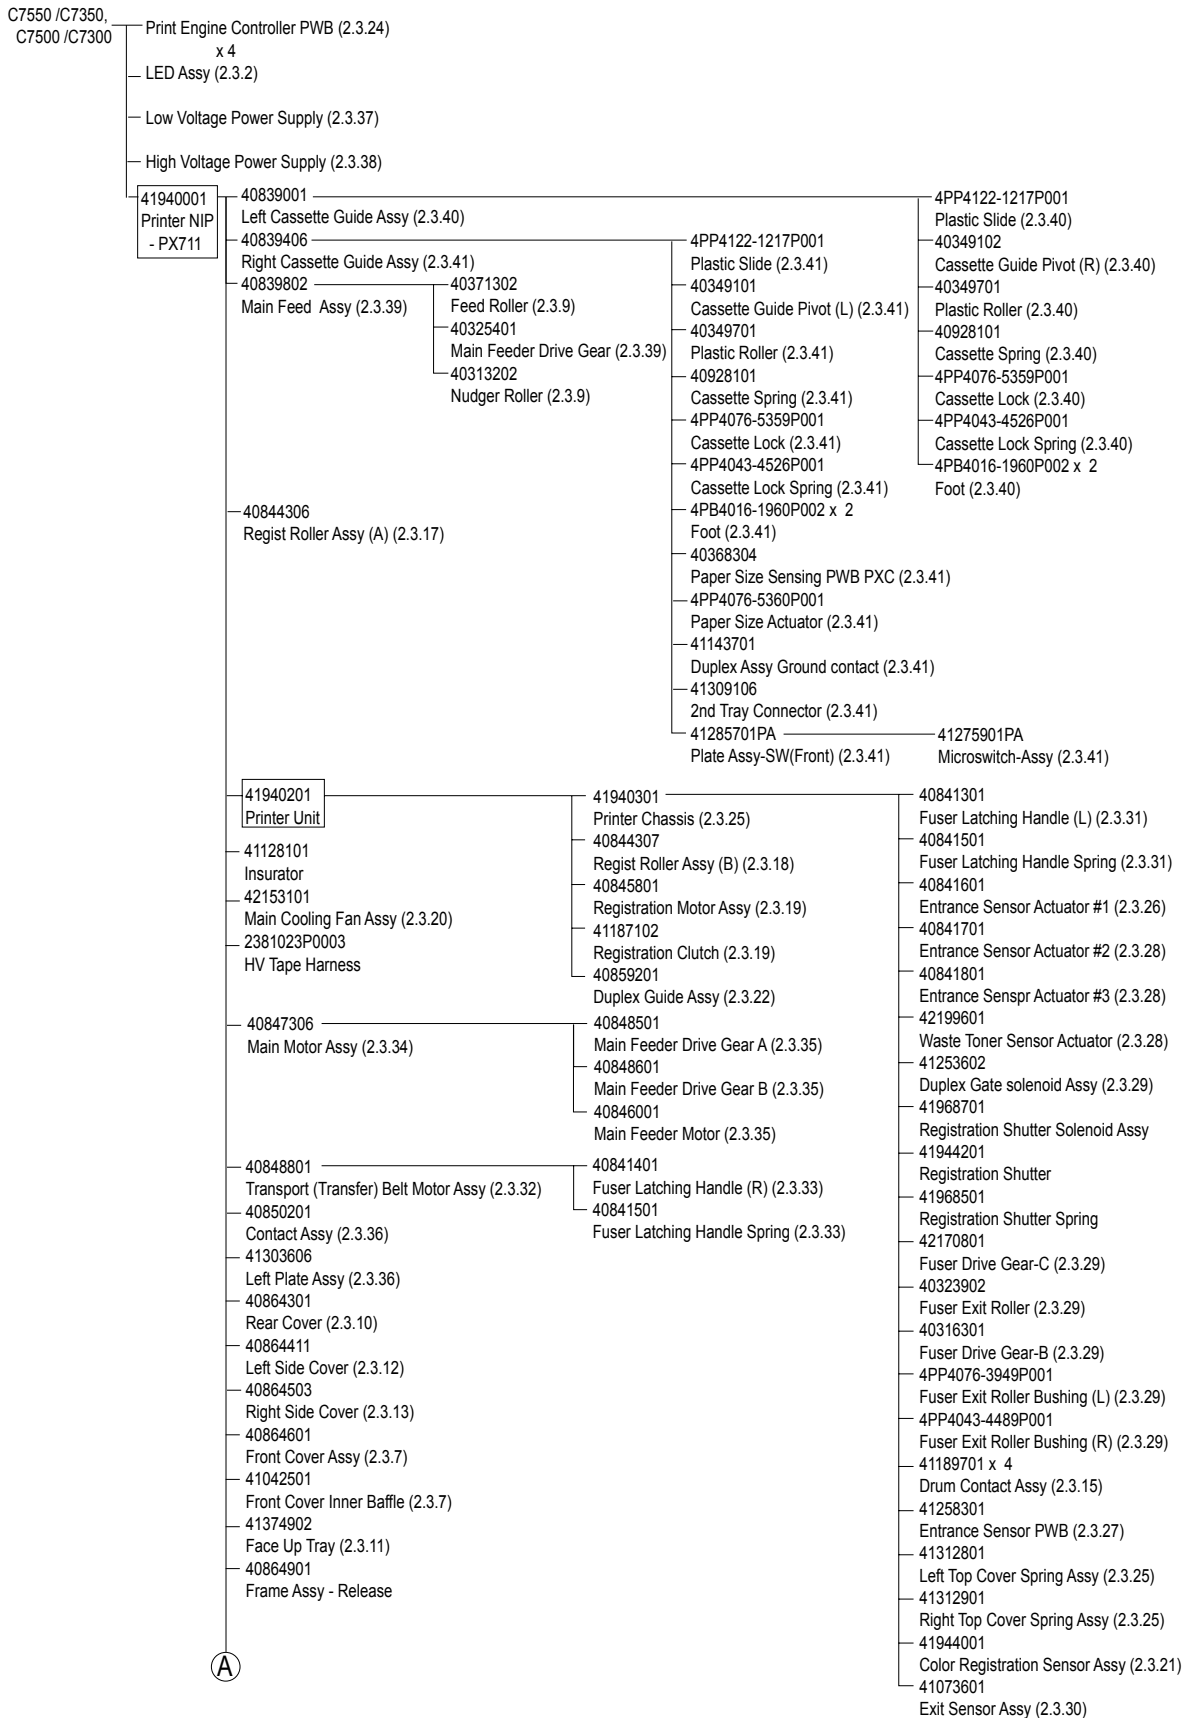 C7550 /C7350,
C7500 /C7300
Print Engine Controller PWB (2.3.24)
x 4
LED Assy (2.3.2)
Low Voltage Power Supply (2.3.37)
High Voltage Power Supply (2.3.38)
41940001
Printer NIP
- PX711
40839001
Left Cassette Guide Assy (2.3.40)
40839406
Right Cassette Guide Assy (2.3.41)
40839802
Main Feed  Assy (2.3.39)
40371302
Feed Roller (2.3.9)
40325401
Main Feeder Drive Gear (2.3.39)
40313202
Nudger Roller (2.3.9)
4PP4122-1217P001
Plastic Slide (2.3.41)
40349101
Cassette Guide Pivot (L) (2.3.41)
40349701
Plastic Roller (2.3.41)
40928101
Cassette Spring (2.3.41)
4PP4076-5359P001
Cassette Lock (2.3.41)
4PP4043-4526P001
Cassette Lock Spring (2.3.41)
4PB4016-1960P002 x  2
Foot (2.3.41)
40368304
Paper Size Sensing PWB PXC (2.3.41)
4PP4076-5360P001
Paper Size Actuator (2.3.41)
41143701
Duplex Assy Ground contact (2.3.41)
41309106
2nd Tray Connector (2.3.41)
41285701PA
Plate Assy-SW(Front) (2.3.41)
41275901PA
Microswitch-Assy (2.3.41)
4PP4122-1217P001
Plastic Slide (2.3.40)
40349102
Cassette Guide Pivot (R) (2.3.40)
40349701
Plastic Roller (2.3.40)
40928101
Cassette Spring (2.3.40)
4PP4076-5359P001
Cassette Lock (2.3.40)
4PP4043-4526P001
Cassette Lock Spring (2.3.40)
4PB4016-1960P002 x  2
Foot (2.3.40)
40844306
Regist Roller Assy (A) (2.3.17)
41940201
Printer Unit
41128101
Insurator
42153101
Main Cooling Fan Assy (2.3.20)
2381023P0003
HV Tape Harness
41940301
Printer Chassis (2.3.25)
40844307
Regist Roller Assy (B) (2.3.18)
40845801
Registration Motor Assy (2.3.19)
41187102
Registration Clutch (2.3.19)
40859201
Duplex Guide Assy (2.3.22)
40847306
Main Motor Assy (2.3.34)
40848501
Main Feeder Drive Gear A (2.3.35)
40848601
Main Feeder Drive Gear B (2.3.35)
40846001
Main Feeder Motor (2.3.35)
40848801
Transport (Transfer) Belt Motor Assy (2.3.32)
40841401
Fuser Latching Handle (R) (2.3.33)
40841501
Fuser Latching Handle Spring (2.3.33)
40850201
Contact Assy (2.3.36)
41303606
Left Plate Assy (2.3.36)
40864301
Rear Cover (2.3.10)
40864411
Left Side Cover (2.3.12)
40864503
Right Side Cover (2.3.13)
40864601
Front Cover Assy (2.3.7)
41042501
Front Cover Inner Baffle (2.3.7)
41374902
Face Up Tray (2.3.11)
40864901
Frame Assy - Release
A
40841301
Fuser Latching Handle (L) (2.3.31)
40841501
Fuser Latching Handle Spring (2.3.31)
40841601
Entrance Sensor Actuator #1 (2.3.26)
40841701
Entrance Sensor Actuator #2 (2.3.28)
40841801
Entrance Senspr Actuator #3 (2.3.28)
42199601
Waste Toner Sensor Actuator (2.3.28)
41253602
Duplex Gate solenoid Assy (2.3.29)
41968701
Registration Shutter Solenoid Assy
41944201
Registration Shutter
41968501
Registration Shutter Spring
42170801
Fuser Drive Gear-C (2.3.29)
40323902
Fuser Exit Roller (2.3.29)
40316301
Fuser Drive Gear-B (2.3.29)
4PP4076-3949P001
Fuser Exit Roller Bushing (L) (2.3.29)
4PP4043-4489P001
Fuser Exit Roller Bushing (R) (2.3.29)
41189701 x  4
Drum Contact Assy (2.3.15)
41258301
Entrance Sensor PWB (2.3.27)
41312801
Left Top Cover Spring Assy (2.3.25)
41312901
Right Top Cover Spring Assy (2.3.25)
41944001
Color Registration Sensor Assy (2.3.21)
41073601
Exit Sensor Assy (2.3.30)